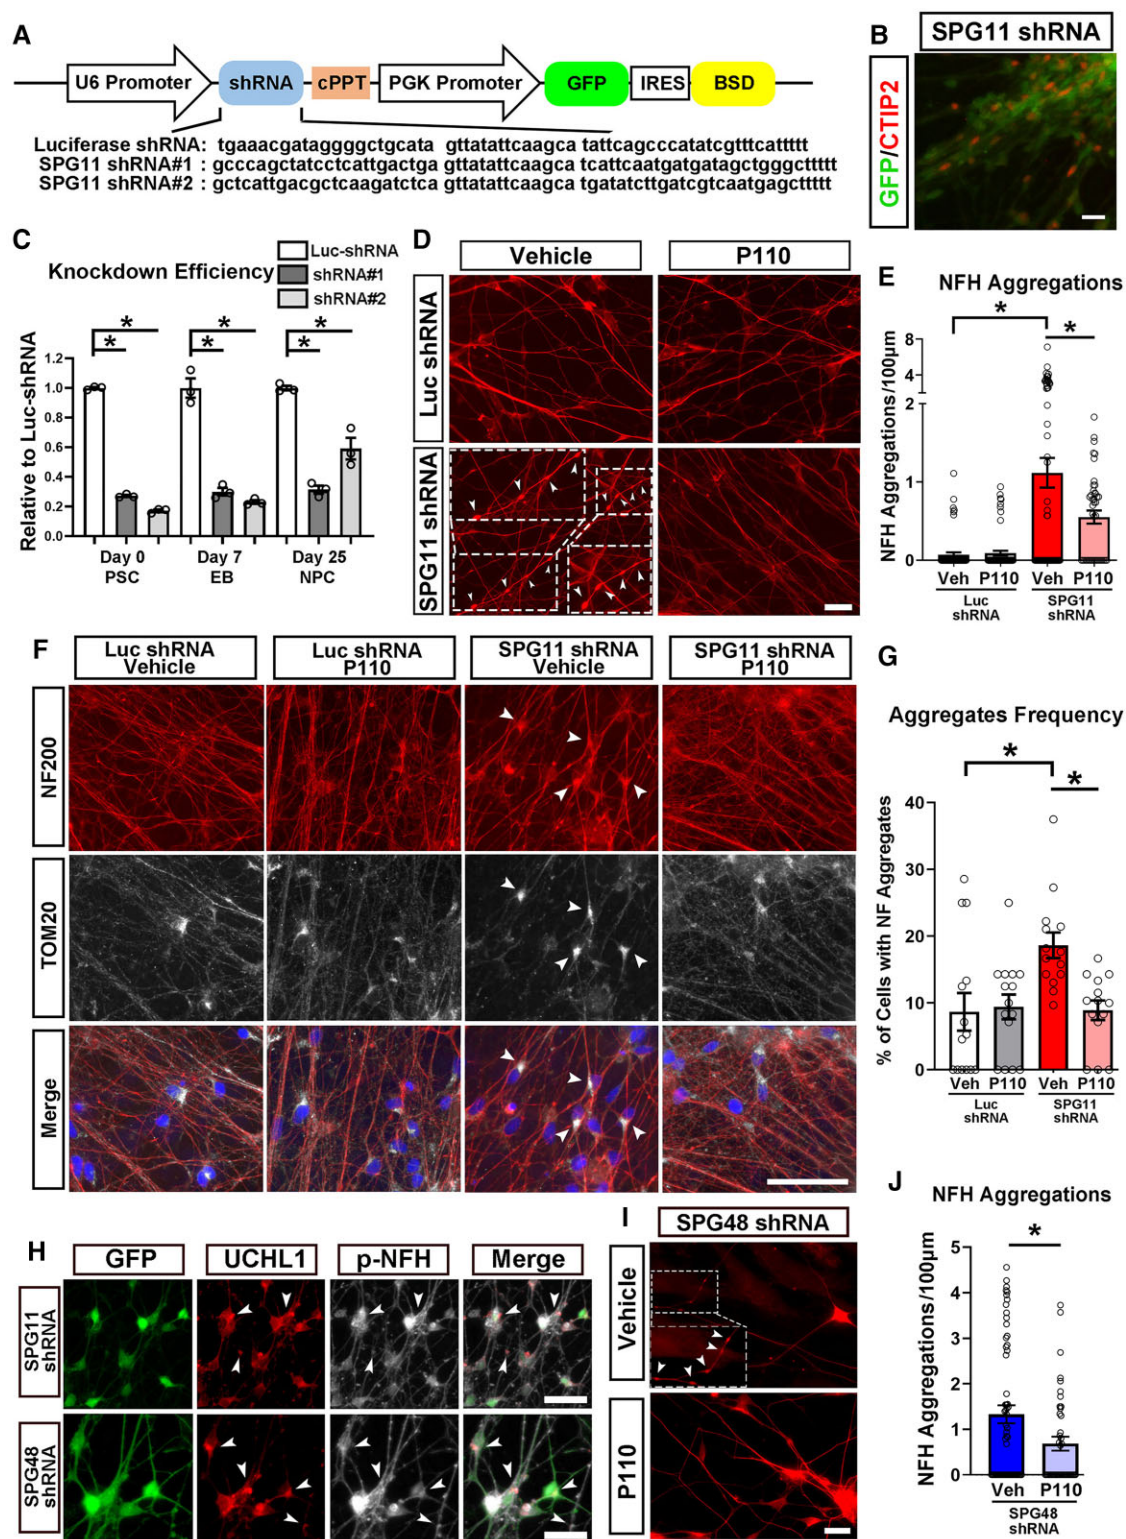 A
U6 Promoter
shRNA
cPPT
PGK Promoter
GFP
IRES
BSD
Luciferase shRNA: tgaaacgataggggctgcata gttatattcaagcata tattcagcccatatcgtttcattttt
SPG11 shRNA#1 : gcccagctatcctcattgactga gttatattcaagcata tcattcaatgatgatagctgggctttttt
SPG11 shRNA#2 : gctcattgacgctcaagatctca gttatattcaagcata tgatatcttgatcgtcaatgagcttttt
B
SPG11 shRNA
GFP/CTIP2
C
Knockdown Efficiency
Luc-shRNA
shRNA#1
shRNA#2
* * * * * *
Relative to Luc-shRNA
1.2
1.0
0.8
0.6
0.4
0.2
0.0
Day 0 Day 7 Day 25
PSC EB NPC
D
Vehicle
P110
Luc shRNA
SPG11 shRNA
E
NFH Aggregations
* *
NFH Aggregations/100µm
8
4
2
1
0
Veh P110 Veh P110
Luc shRNA
SPG11 shRNA
F
Luc shRNA Vehicle
Luc shRNA P110
SPG11 shRNA Vehicle
SPG11 shRNA P110
NF200
TOM20
Merge
G
Aggregates Frequency
* *
% of Cells with NF Aggregates
40
30
20
10
0
Veh P110 Veh P110
Luc shRNA
SPG11 shRNA
H
GFP
UCHL1
p-NFH
Merge
SPG11 shRNA
SPG48 shRNA
I
SPG48 shRNA
Vehicle
P110
J
NFH Aggregations
*
NFH Aggregations/100µm
5
4
3
2
1
0
Veh P110
SPG48 shRNA